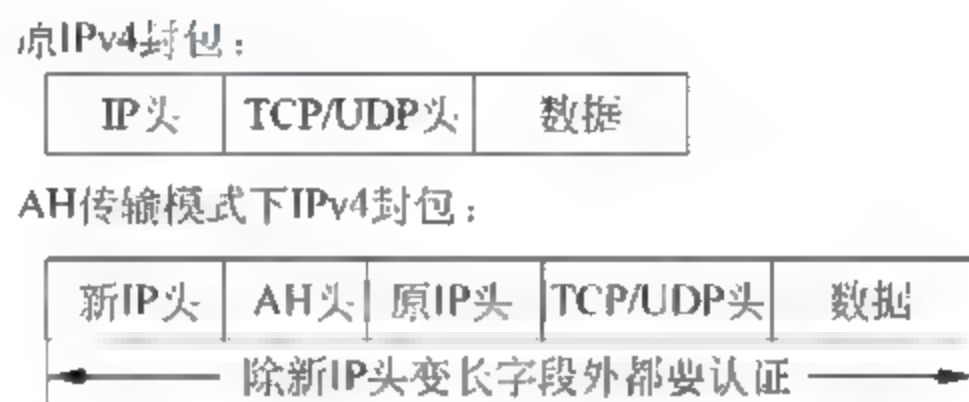 原IPv4封包：
IP头 TCP/UDP头 数据
AH传输模式下IPv4封包：
新IP头 AH头 原IP头 TCP/UDP头 数据
除新IP头变长字段外都要认证